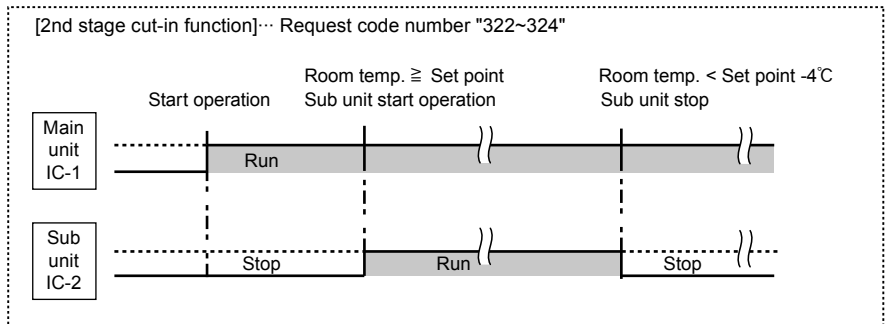 [2nd stage cut-in function]··· Request code number "322~324"
Room temp. ≧ Set point
Room temp. < Set point -4℃
Start operation
Sub unit start operation
Sub unit stop
Main
unit
IC-1
Run
Sub
unit
IC-2
Stop
Run
Stop